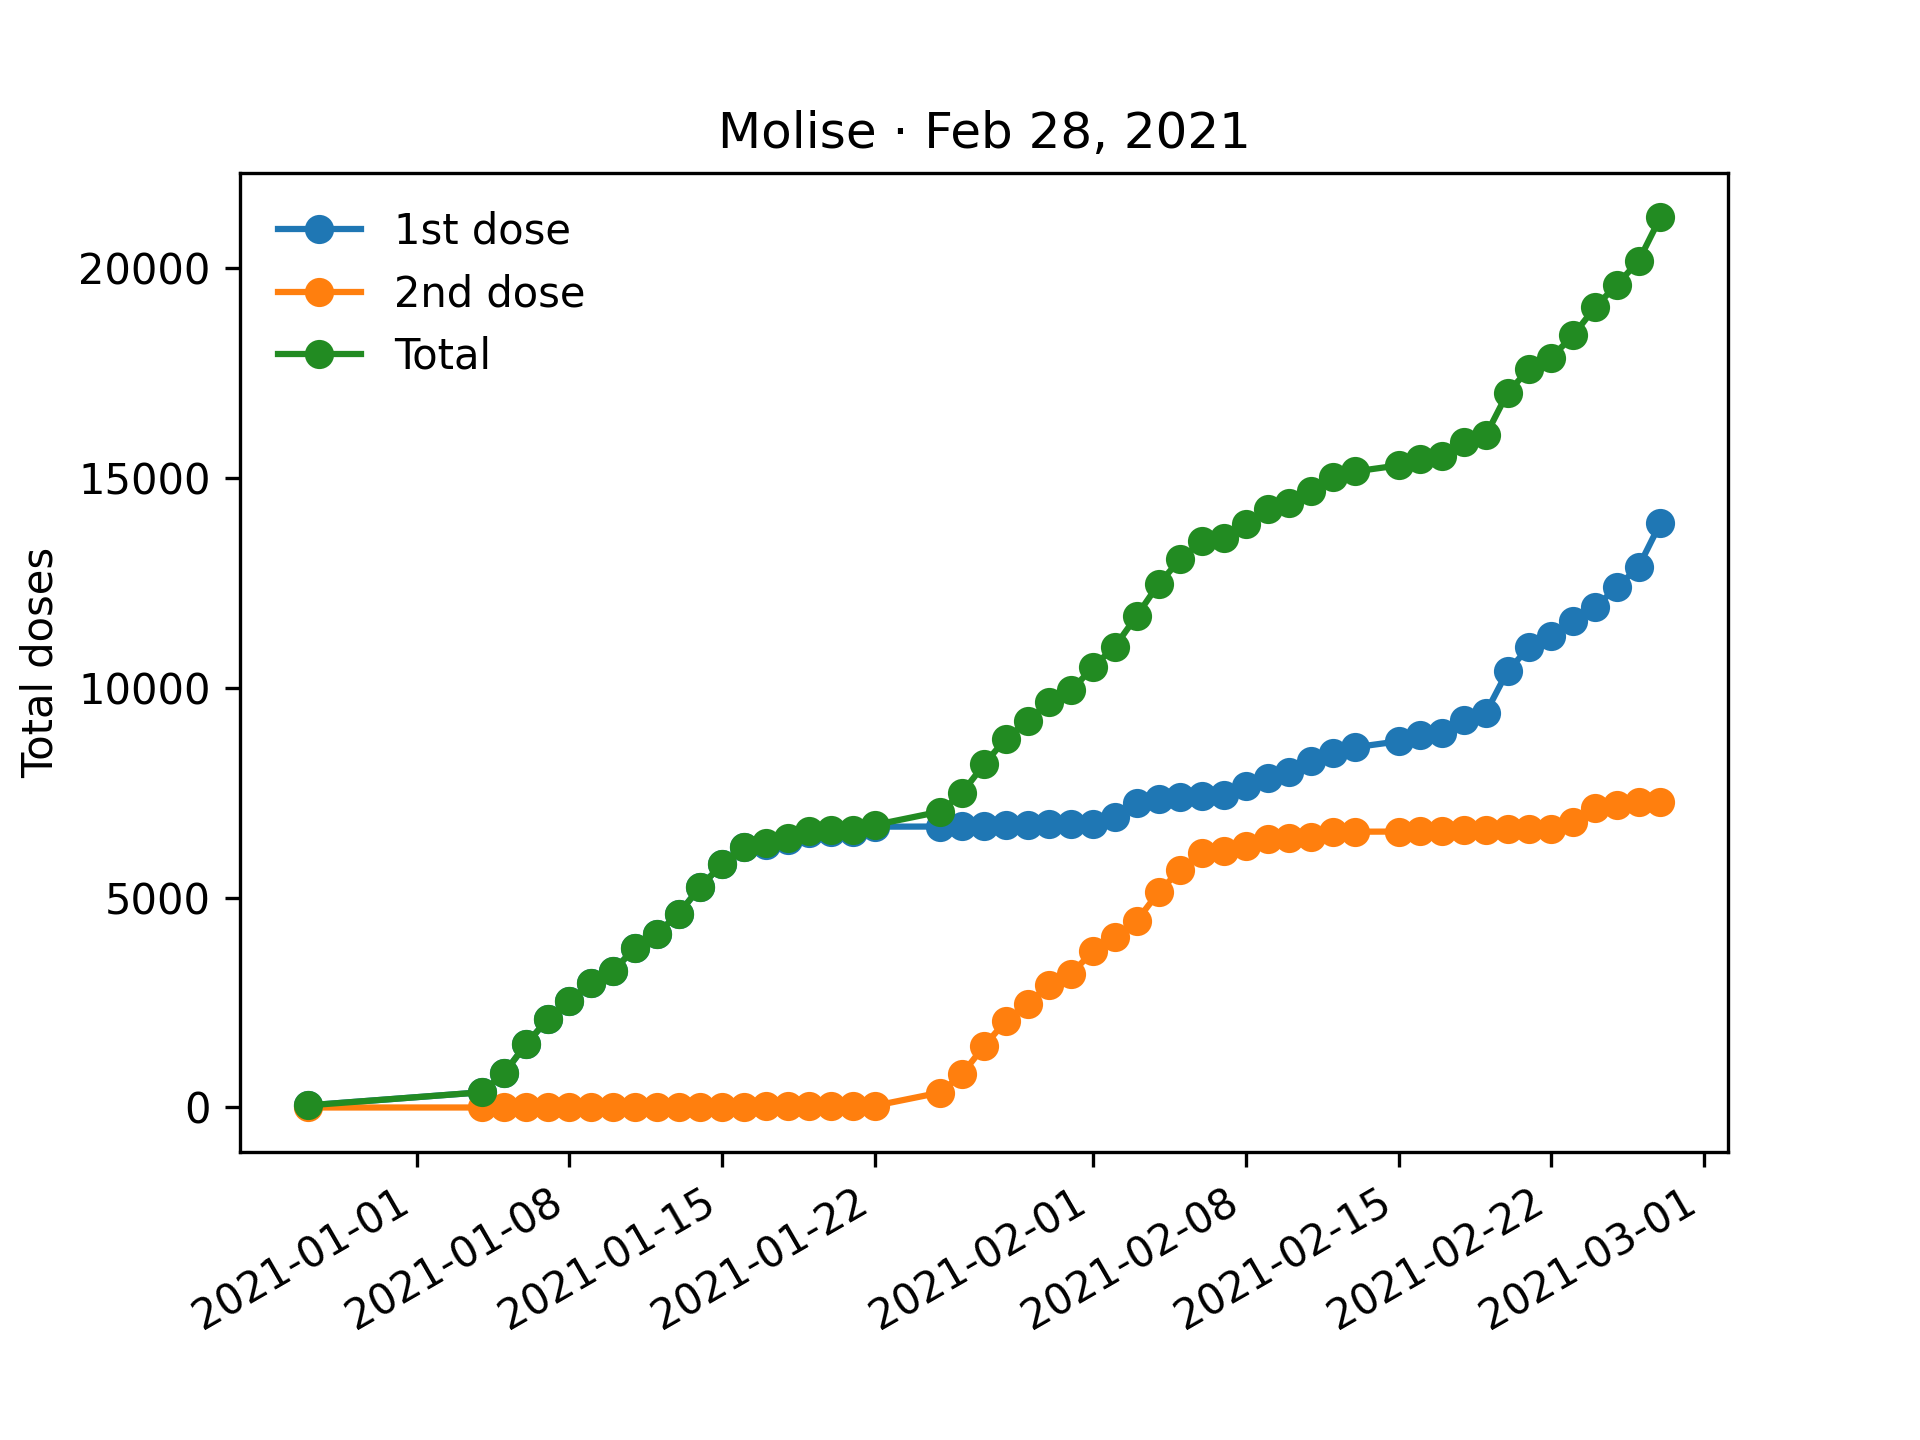 Molise · Feb 28, 2021
1st dose
2nd dose
Total
Total doses
20000
15000
10000
5000
0
2021-01-01
2021-01-08
2021-01-15
2021-01-22
2021-02-01
2021-02-08
2021-02-15
2021-02-22
2021-03-01